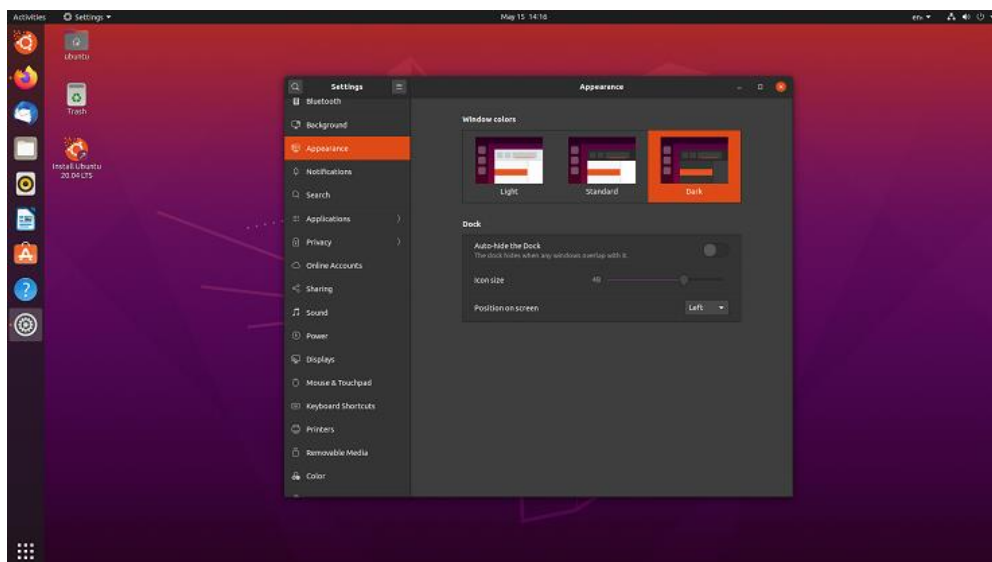 Activities
Settings
May 15 14:16
en
ubuntu
Trash
Install Ubuntu
20.04 LTS
Settings
Appearance
Bluetooth
Background
Appearance
Notifications
Search
Applications
Privacy
Online Accounts
Sharing
Sound
Power
Displays
Mouse & Touchpad
Keyboard Shortcuts
Printers
Removable Media
Color
Window colors
Light
Standard
Dark
Dock
Auto-hide the Dock
The dock hides when any windows overlap with it.
Icon size
48
Position on screen
Left